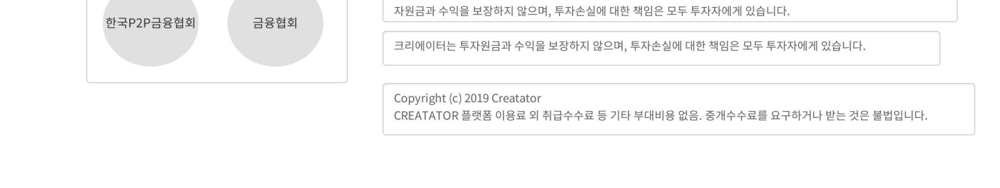 한국P2P금융협회
금융협회
자원금과 수익을 보장하지 않으며, 투자손실에 대한 책임은 모두 투자자에게 있습니다.
크리에이터는 투자원금과 수익을 보장하지 않으며, 투자손실에 대한 책임은 모두 투자자에게 있습니다.
Copyright (c) 2019 Creatator
CREATATOR 플랫폼 이용료 외 취급수수료 등 기타 부대비용 없음. 중개수수료를 요구하거나 받는 것은 불법입니다.